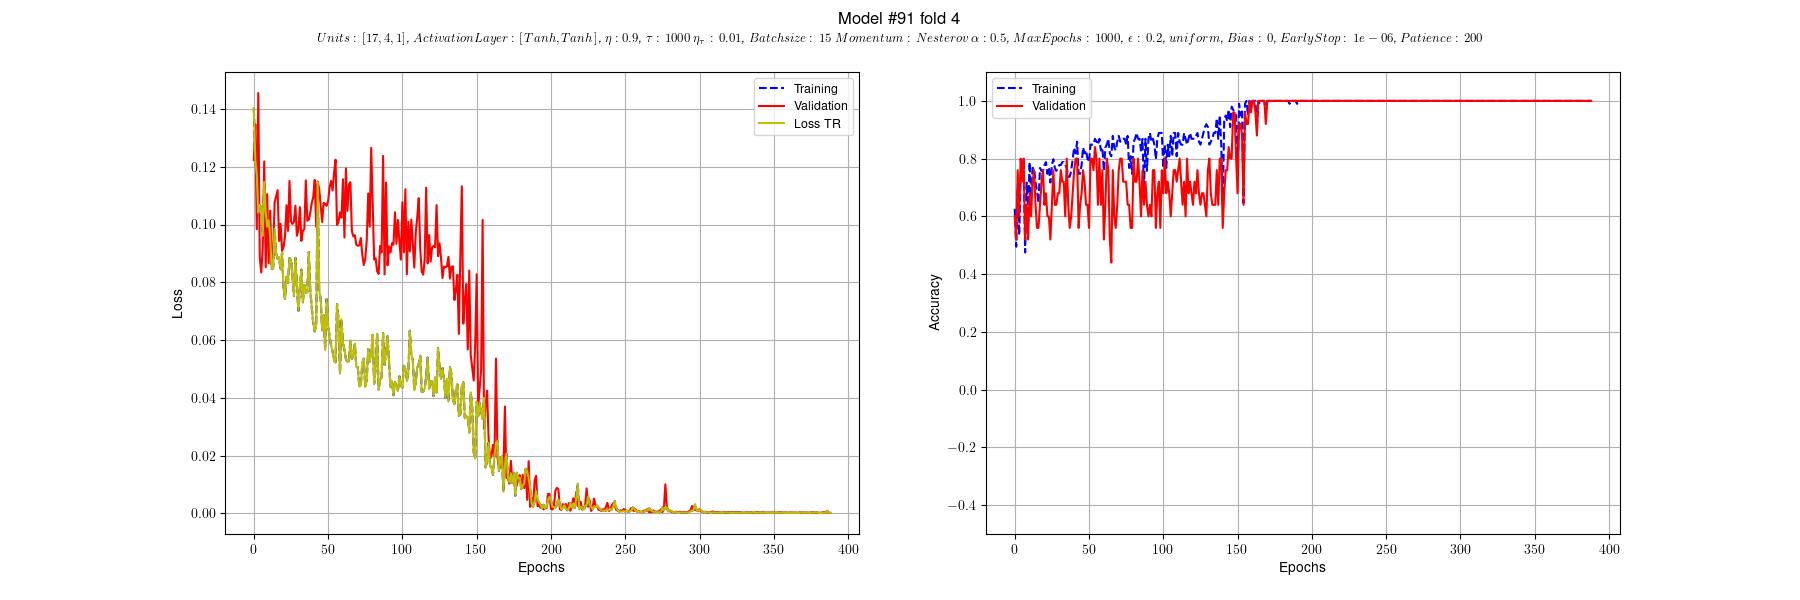 Model #91 fold 4
Units : [17, 4, 1], ActivationLayer : [Tanh, Tanh], η : 0.9, τ : 1000 ητ : 0.01, Batchsize : 15 Momentum : Nesterov α : 0.5, MaxEpochs : 1000, ϵ : 0.2, uniform, Bias : 0, EarlyStop : 1e − 06, Patience : 200
Training
Validation
Loss TR
0.14
0.12
0.10
0.08
0.06
0.04
0.02
0.00
Loss
0 50 100 150 200 250 300 350 400
Epochs
Training
Validation
1.0
0.8
0.6
0.4
0.2
0.0
−0.2
−0.4
Accuracy
0 50 100 150 200 250 300 350 400
Epochs